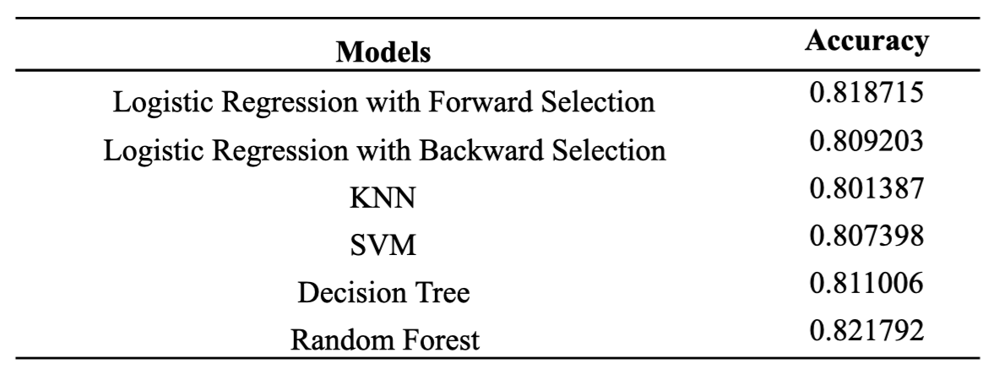 Models Accuracy
Logistic Regression with Forward Selection 0.818715
Logistic Regression with Backward Selection 0.809203
KNN 0.801387
SVM 0.807398
Decision Tree 0.811006
Random Forest 0.821792